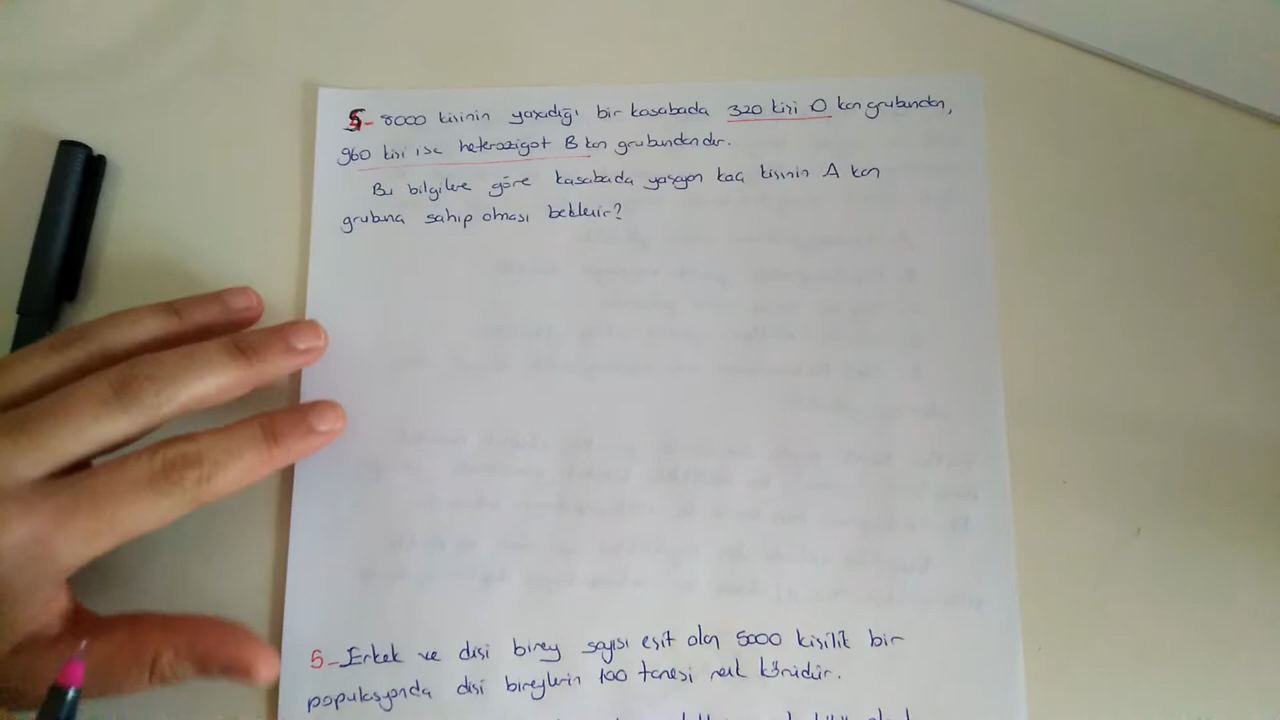 5- 8000 kişinin yaşadığı bir kasabada 320 kişi O kan grubundan,
960 kişi ise heterozigot B kan grubundandır.
Bu bilgilere göre kasabada yaşayan kaç kişinin A kan
grubuna sahip olması beklenir?
5- Erkek ve dişi birey sayısı eşit olan 5000 kişilik bir
populasyonda dişi bireylerin 100 tanesi renk körüdür.